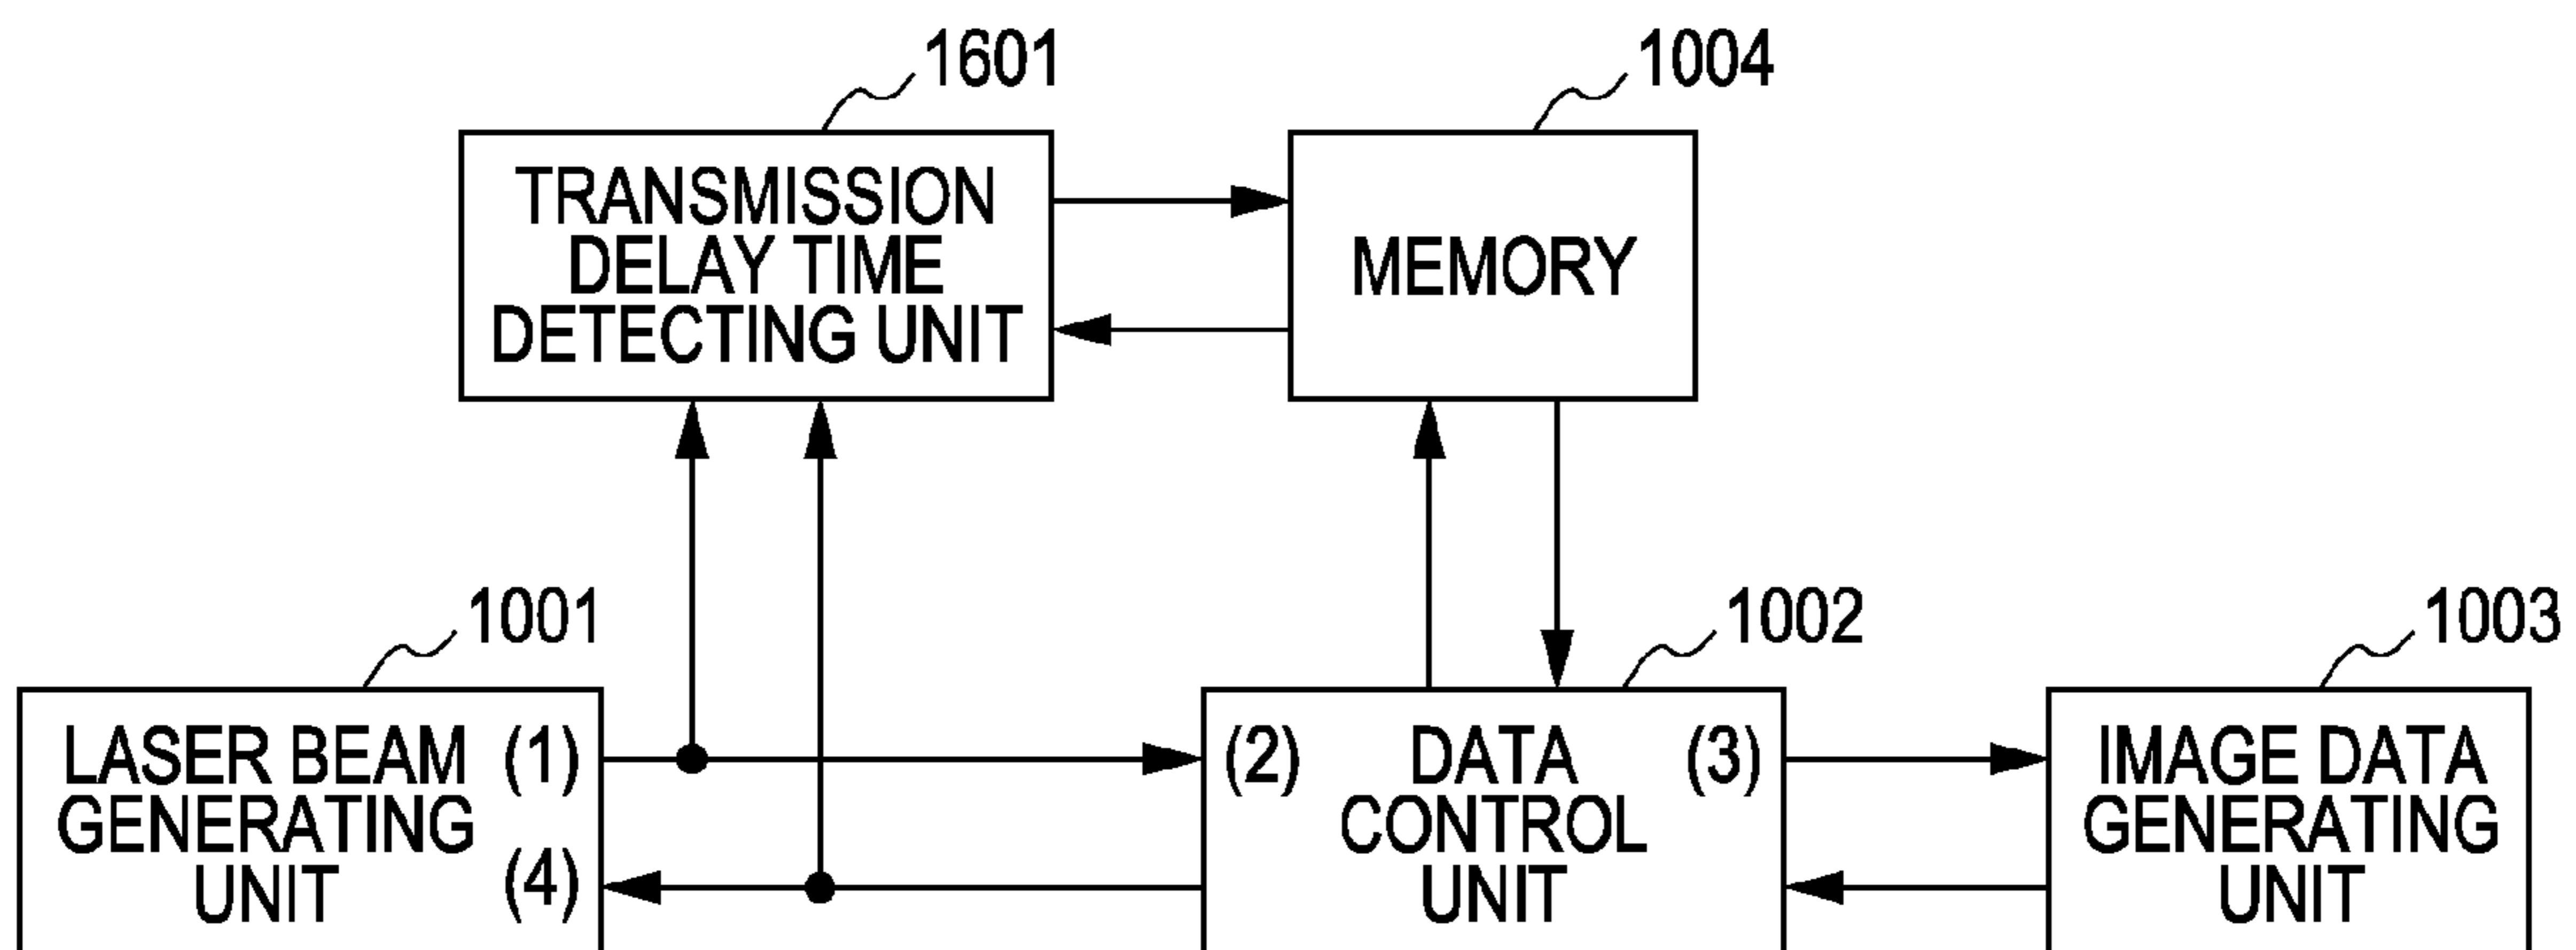 1601
1004
TRANSMISSION
DELAY TIME
DETECTING UNIT
MEMORY
1001
1002
1003
LASER BEAM
GENERATING
UNIT
(1)
(4)
(2)
DATA
CONTROL
UNIT
(3)
IMAGE DATA
GENERATING
UNIT